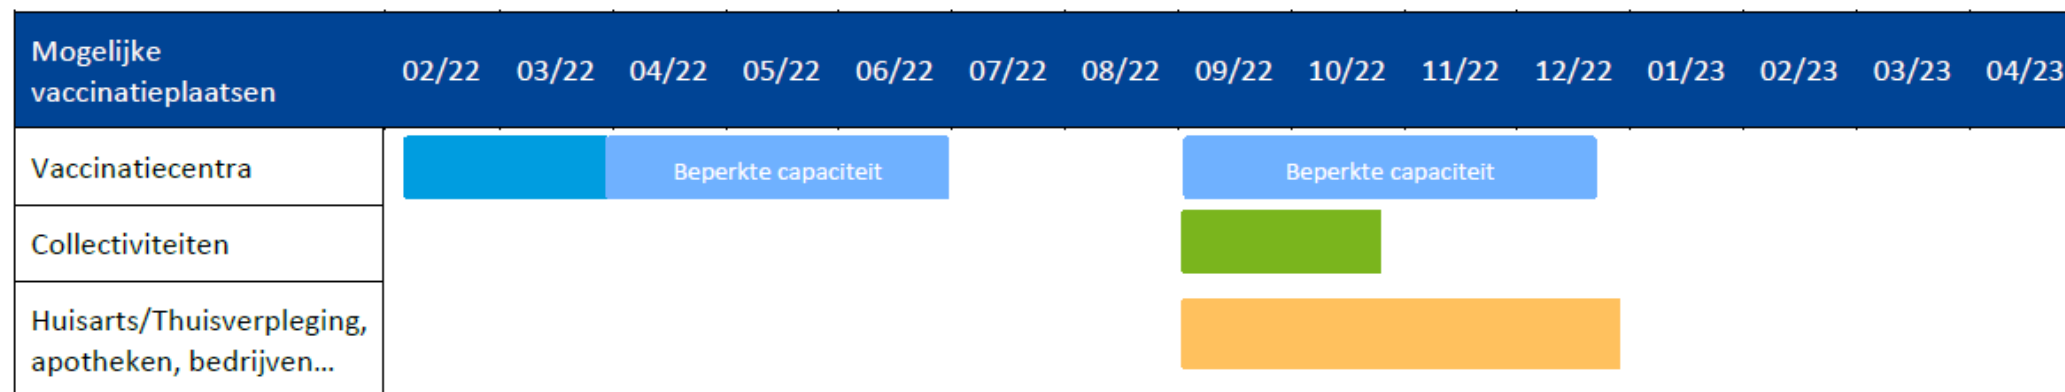 Mogelijke
vaccinatieplaatsen
02/22 03/22 04/22 05/22 06/22 07/22 08/22 09/22 10/22 11/22 12/22 01/23 02/23 03/23 04/23
Vaccinatiecentra
Beperkte capaciteit
Beperkte capaciteit
Collectiviteiten
Huisarts/Thuisverpleging,
apotheken, bedrijven...